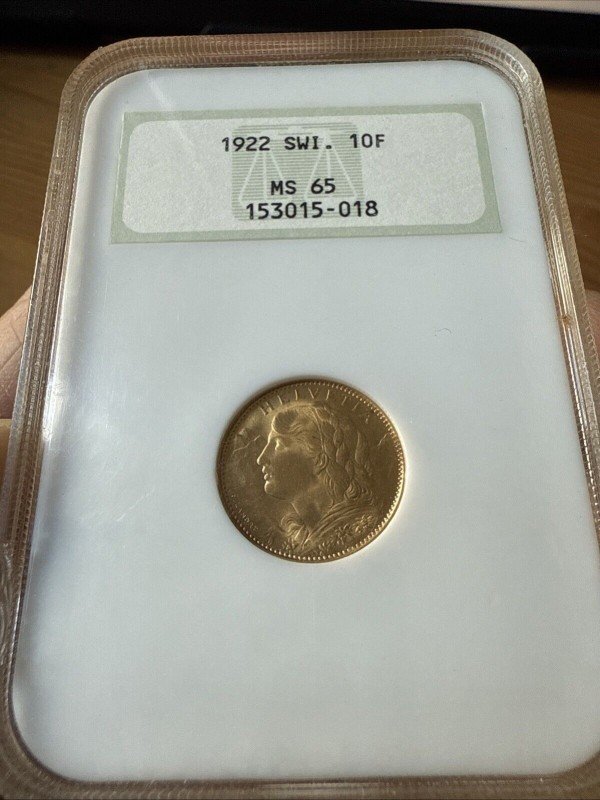 1922 SWI. 10F
MS 65
153015-018
HELVETIA